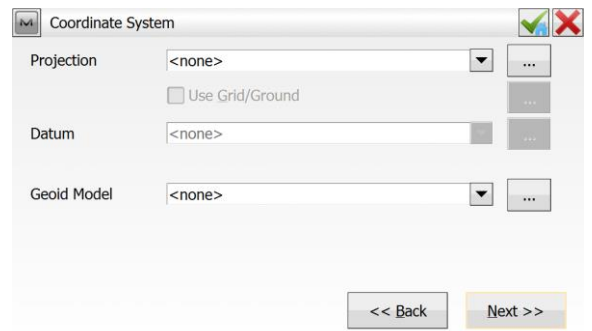 Coordinate System
Projection <none> ...
Use Grid/Ground ...
Datum <none> ...
Geoid Model <none> ...
<< Back Next >>